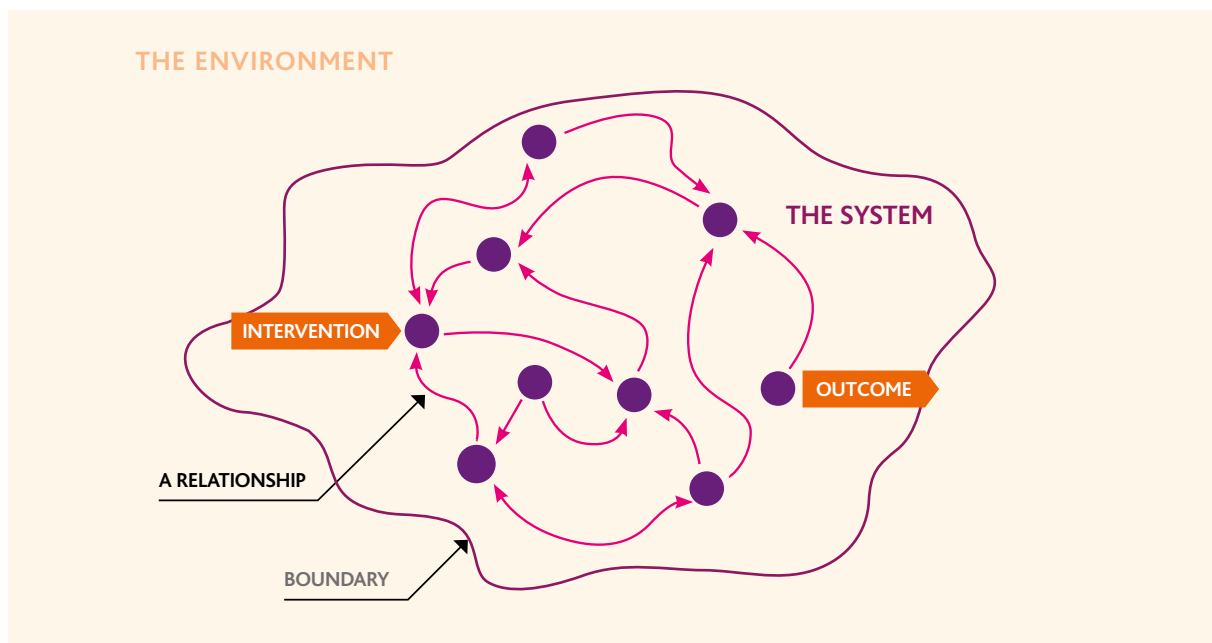 THE ENVIRONMENT
THE SYSTEM
INTERVENTION
OUTCOME
A RELATIONSHIP
BOUNDARY